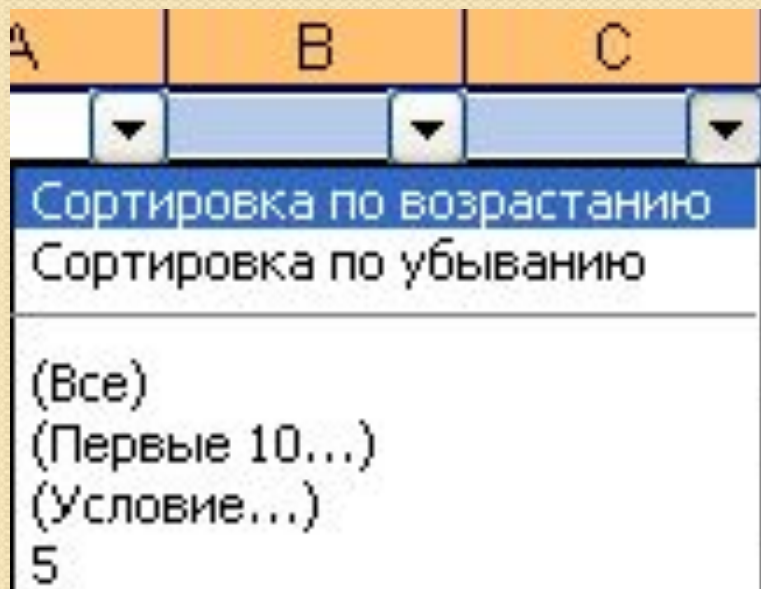 A B C
Сортировка по возрастанию
Сортировка по убыванию
(Все)
(Первые 10...)
(Условие...)
5